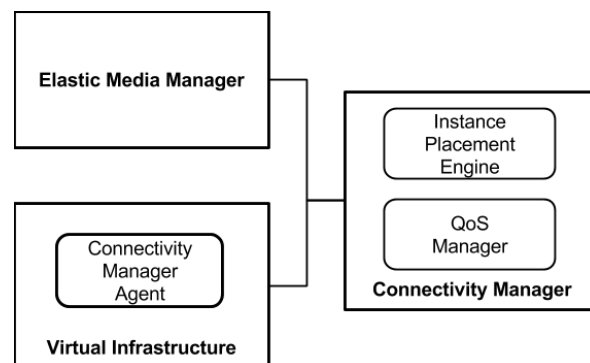 Elastic Media Manager
Connectivity
Manager
Agent
Virtual Infrastructure
Instance
Placement
Engine
QoS
Manager
Connectivity Manager